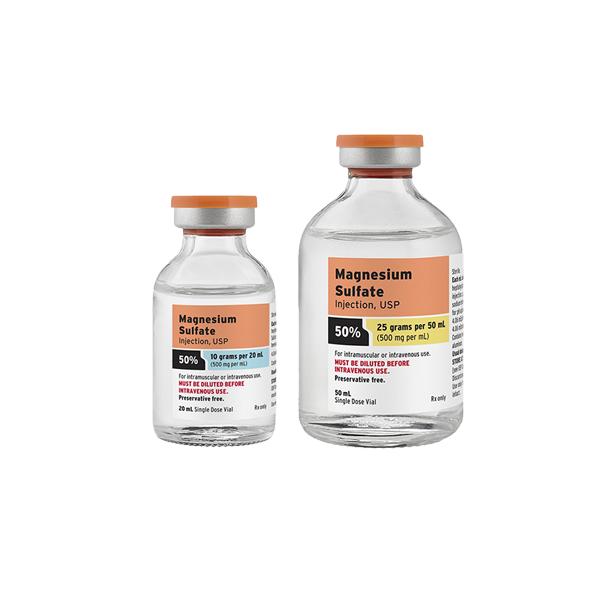 Magnesium
Sulfate
Injection, USP
50%
10 grams per 20 mL
(500 mg per mL)
For intramuscular or intravenous use.
MUST BE DILUTED BEFORE
INTRAVENOUS USE.
Preservative free.
20 mL Single Dose Vial
Rx only
Magnesium
Sulfate
Injection, USP
50%
25 grams per 50 mL
(500 mg per mL)
For intramuscular or intravenous use.
MUST BE DILUTED BEFORE
INTRAVENOUS USE.
Preservative free.
50 mL
Single Dose Vial
Rx only